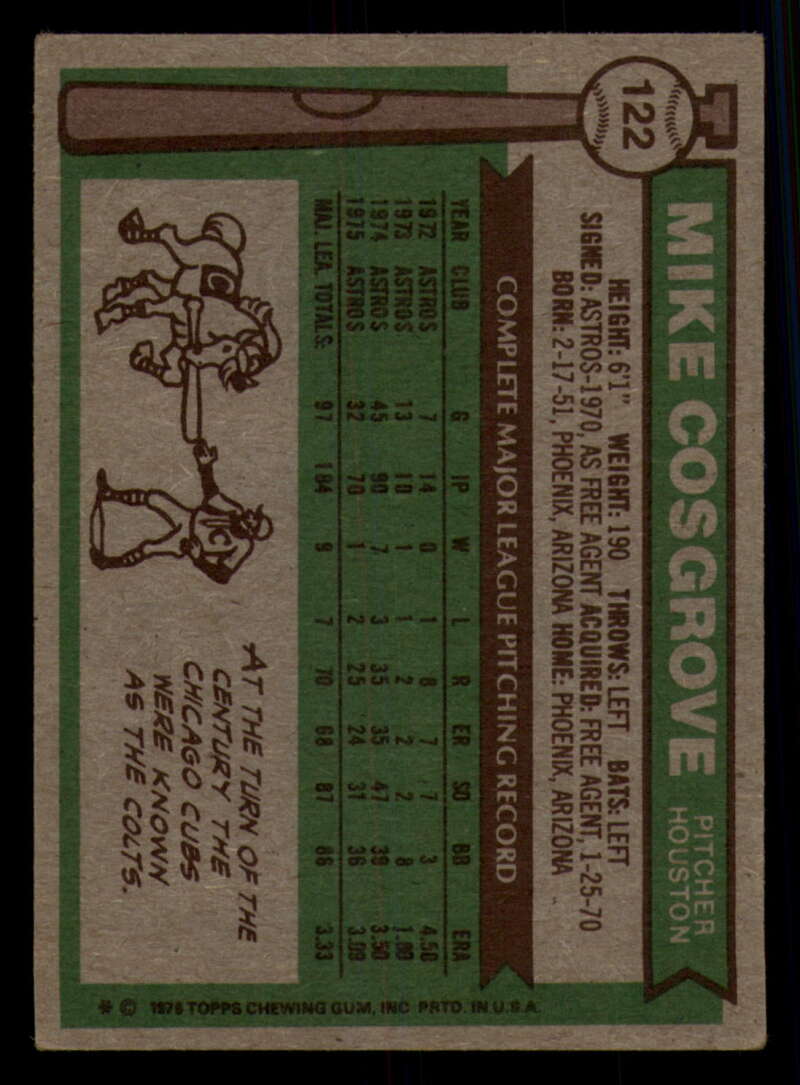 122
MIKE COSGROVE
PITCHER
HOUSTON
HEIGHT: 6'1" WEIGHT: 190 THROWS: LEFT BATS: LEFT
SIGNED: ASTROS-1970, AS FREE AGENT ACQUIRED: FREE AGENT, 1-25-70
BORN: 2-17-51, PHOENIX, ARIZONA HOME: PHOENIX, ARIZONA
COMPLETE MAJOR LEAGUE PITCHING RECORD
YEAR CLUB G IP W L R ER SO BB ERA
1972 ASTROS 7 14 0 1 8 7 7 3 4.50
1973 ASTROS 13 10 1 1 2 2 2 8 1.80
1974 ASTROS 45 90 7 3 35 35 47 39 3.50
1975 ASTROS 32 70 1 2 25 24 31 36 3.09
MAJ. LEA. TOTALS: 97 184 9 7 70 68 87 86 3.33
C
C
AT THE TURN OF THE
CENTURY THE
CHICAGO CUBS
WERE KNOWN
AS THE COLTS.
* © 1976 TOPPS CHEWING GUM, INC PRTD. IN U.S.A.